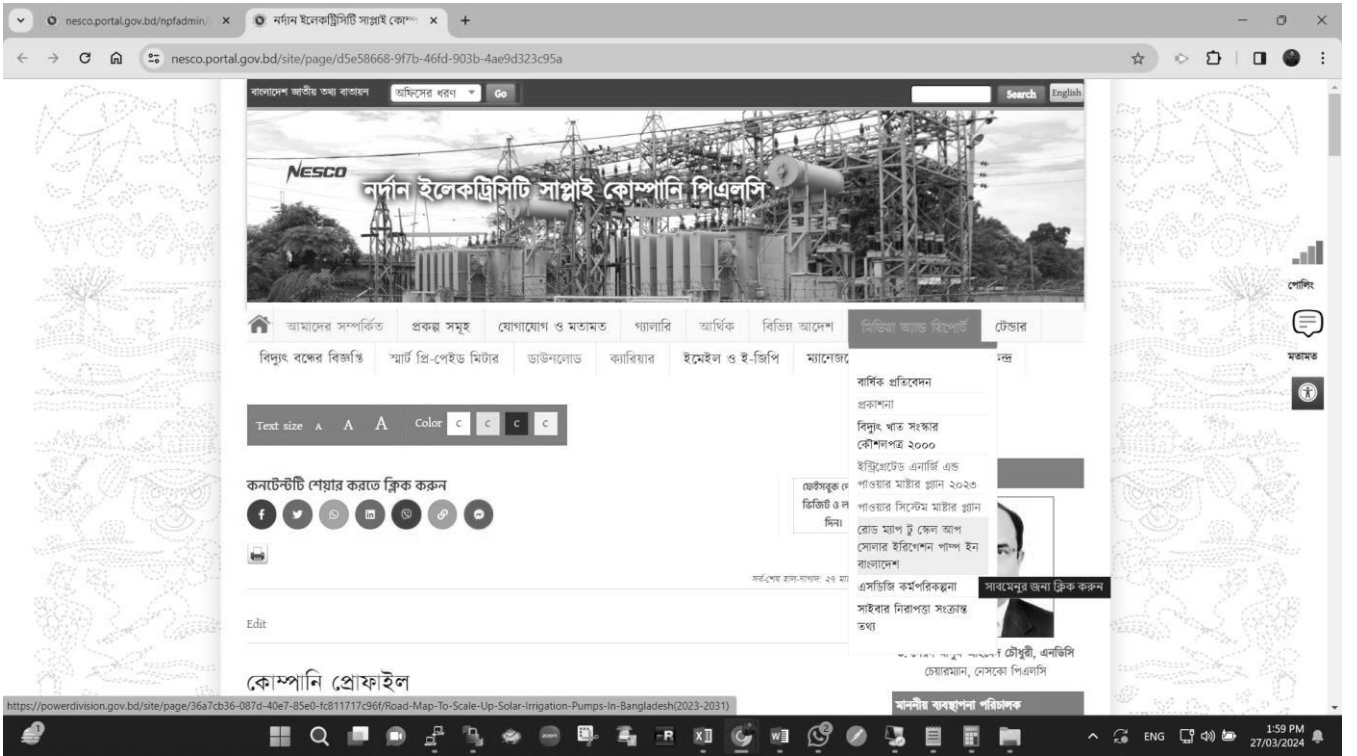 nesco.portal.gov.bd/npfadmin/
নর্দান ইলেকট্রিসিটি সাপ্লাই কোম্প
nesco.portal.gov.bd/site/page/d5e58668-9f7b-46fd-903b-4ae9d323c95a
বাংলাদেশ জাতীয় তথ্য বাতায়ন
অফিসের ধরণ
Go
Search
English
NESCO
নর্দান ইলেকট্রিসিটি সাপ্লাই কোম্পানি পিএলসি
পোলিং
মতামত
আমাদের সম্পর্কিত প্রকল্প সমূহ যোগাযোগ ও মতামত গ্যালারি আর্থিক বিভিন্ন আদেশ মিডিয়া অ্যান্ড রিপোর্ট টেন্ডার
বিদ্যুৎ বন্ধের বিজ্ঞপ্তি স্মার্ট প্রি-পেইড মিটার ডাউনলোড ক্যারিয়ার ইমেইল ও ই-জিপি ম্যানেজ
বার্ষিক প্রতিবেদন
প্রকাশনা
বিদ্যুৎ খাত সংস্কার
কৌশলপত্র ২০০০
ইন্ট্রিগ্রেটেড এনার্জি এন্ড
পাওয়ার মাষ্টার প্ল্যান ২০২৩
পাওয়ার সিস্টেম মাষ্টার প্ল্যান
রোড ম্যাপ টু স্কেল আপ
সোলার ইরিগেশন পাম্প ইন
বাংলাদেশ
এসডিজি কর্মপরিকল্পনা
সাবমেনুর জন্য ক্লিক করুন
সাইবার নিরাপত্তা সংক্রান্ত
তথ্য
Text size A A A Color C C C C
কনটেন্টটি শেয়ার করতে ক্লিক করুন
ফেইসবুক পে
ভিজিট ও ল
দিন।
সর্ব-শেষ হাল-নাগাদ: ২৭ মা
Edit
কোম্পানি প্রোফাইল
চৌধুরী, এনডিসি
চেয়ারম্যান, নেসকো পিএলসি
মাননীয় ব্যবস্থাপনা পরিচালক
https://powerdivision.gov.bd/site/page/36a7cb36-087d-40e7-85e0-fc811717c96f/Road-Map-To-Scale-Up-Solar-Irrigation-Pumps-In-Bangladesh(2023-2031)
ENG
1:59 PM
27/03/2024